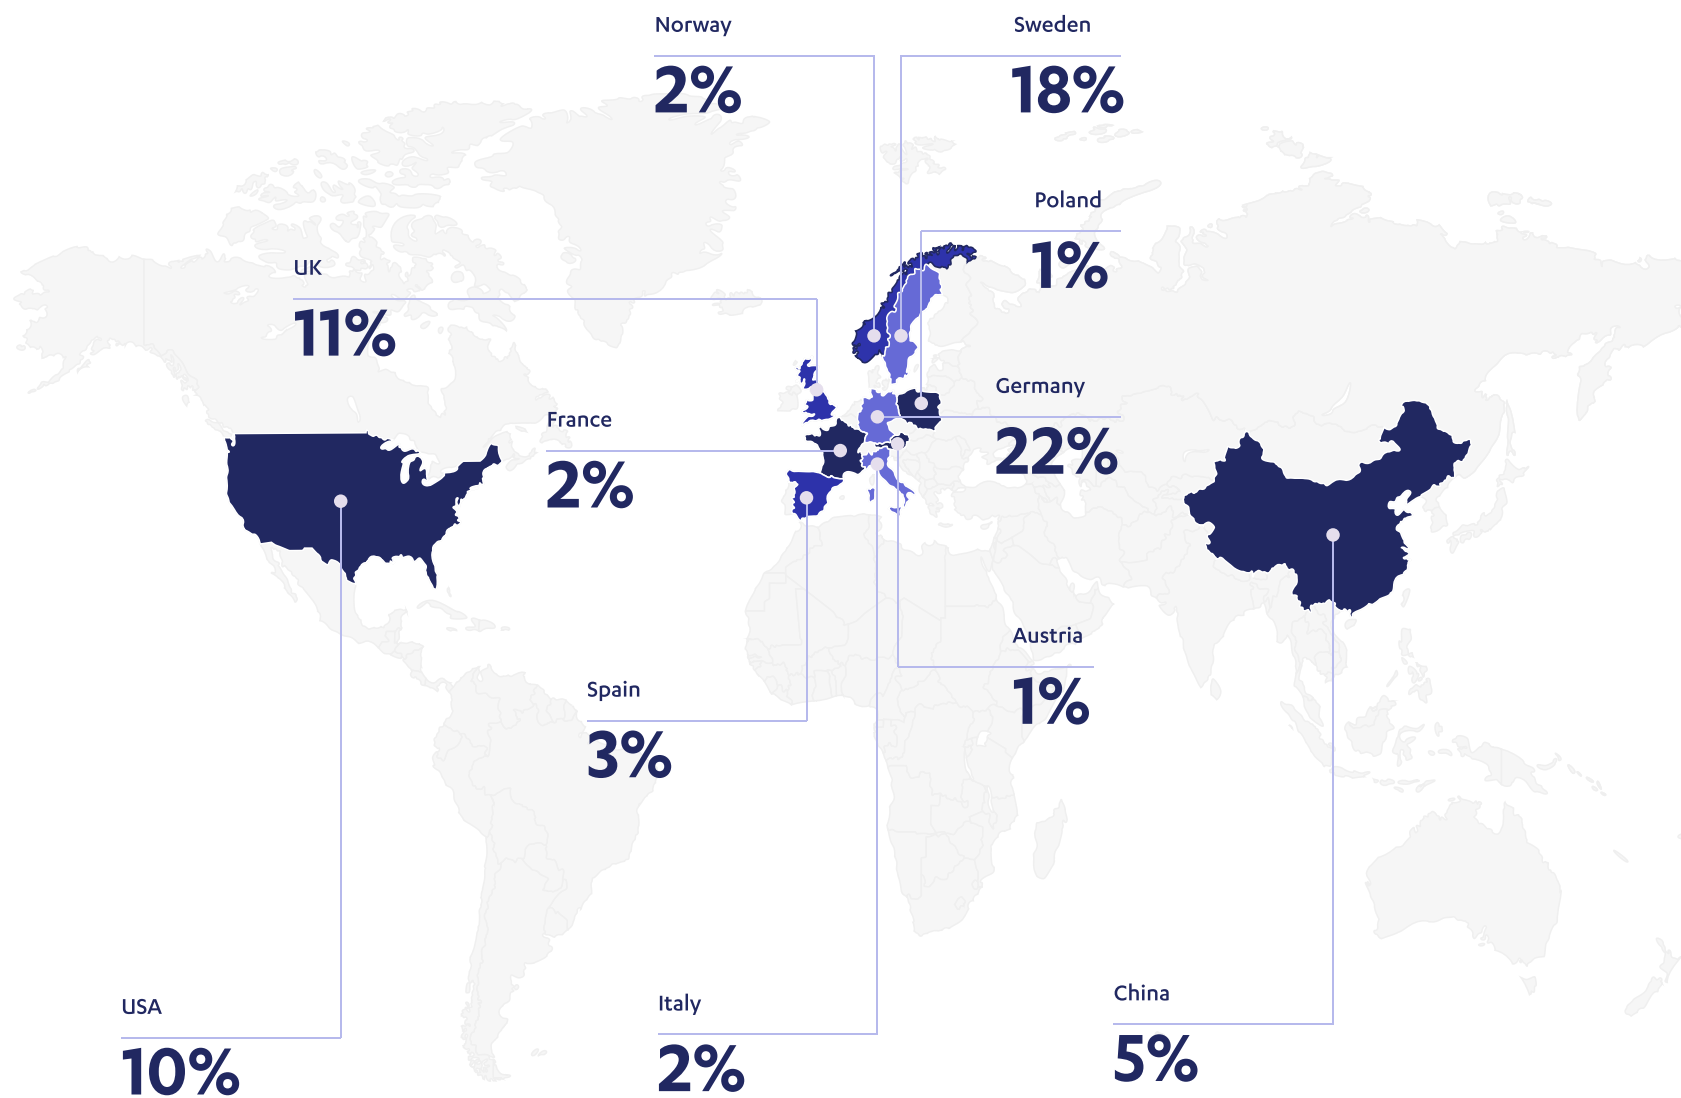 Norway
2%
Sweden
18%
Poland
1%
UK
11%
Germany
22%
France
2%
Austria
1%
Spain
3%
USA
10%
Italy
2%
China
5%